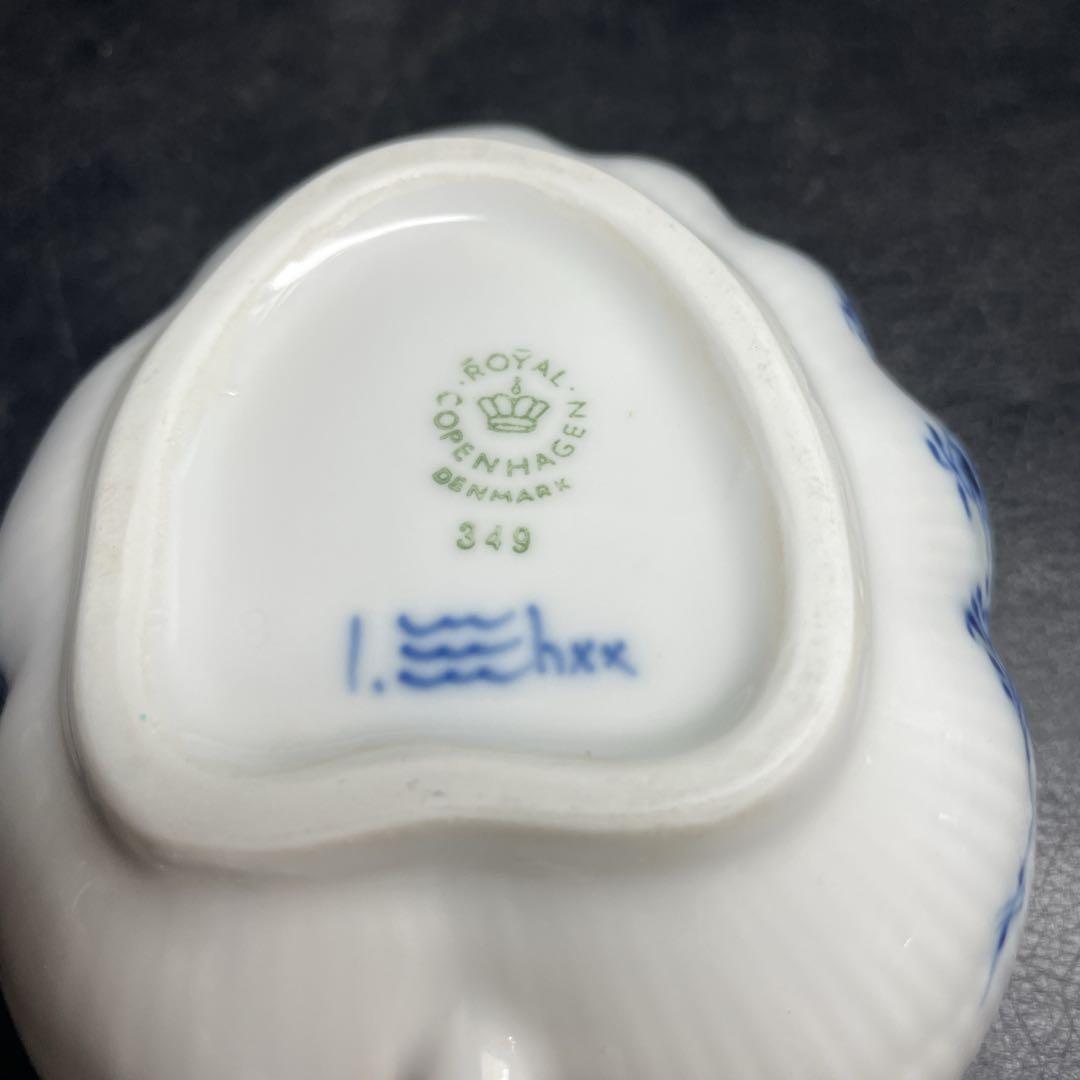 ROYAL
COPENHAGEN
DENMARK
349
1. hxx